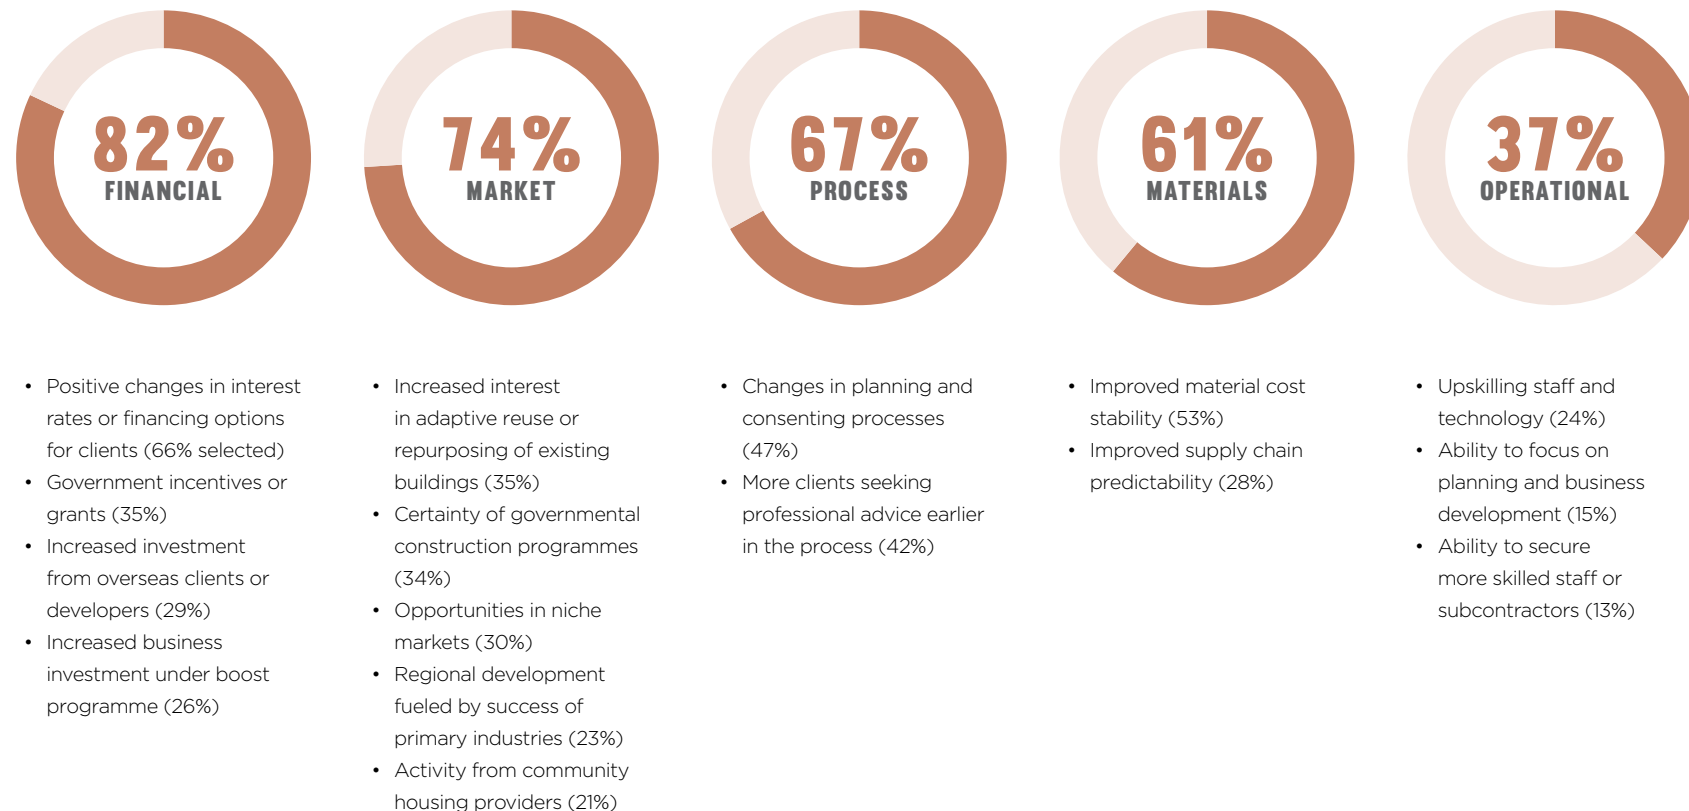 82%
FINANCIAL
74%
MARKET
67%
PROCESS
61%
MATERIALS
37%
OPERATIONAL
• Positive changes in interest
rates or financing options
for clients (66% selected)
• Government incentives or
grants (35%)
• Increased investment
from overseas clients or
developers (29%)
• Increased business
investment under boost
programme (26%)
• Increased interest
in adaptive reuse or
repurposing of existing
buildings (35%)
• Certainty of governmental
construction programmes
(34%)
• Opportunities in niche
markets (30%)
• Regional development
fueled by success of
primary industries (23%)
• Activity from community
housing providers (21%)
• Changes in planning and
consenting processes
(47%)
• More clients seeking
professional advice earlier
in the process (42%)
• Improved material cost
stability (53%)
• Improved supply chain
predictability (28%)
• Upskilling staff and
technology (24%)
• Ability to focus on
planning and business
development (15%)
• Ability to secure
more skilled staff or
subcontractors (13%)